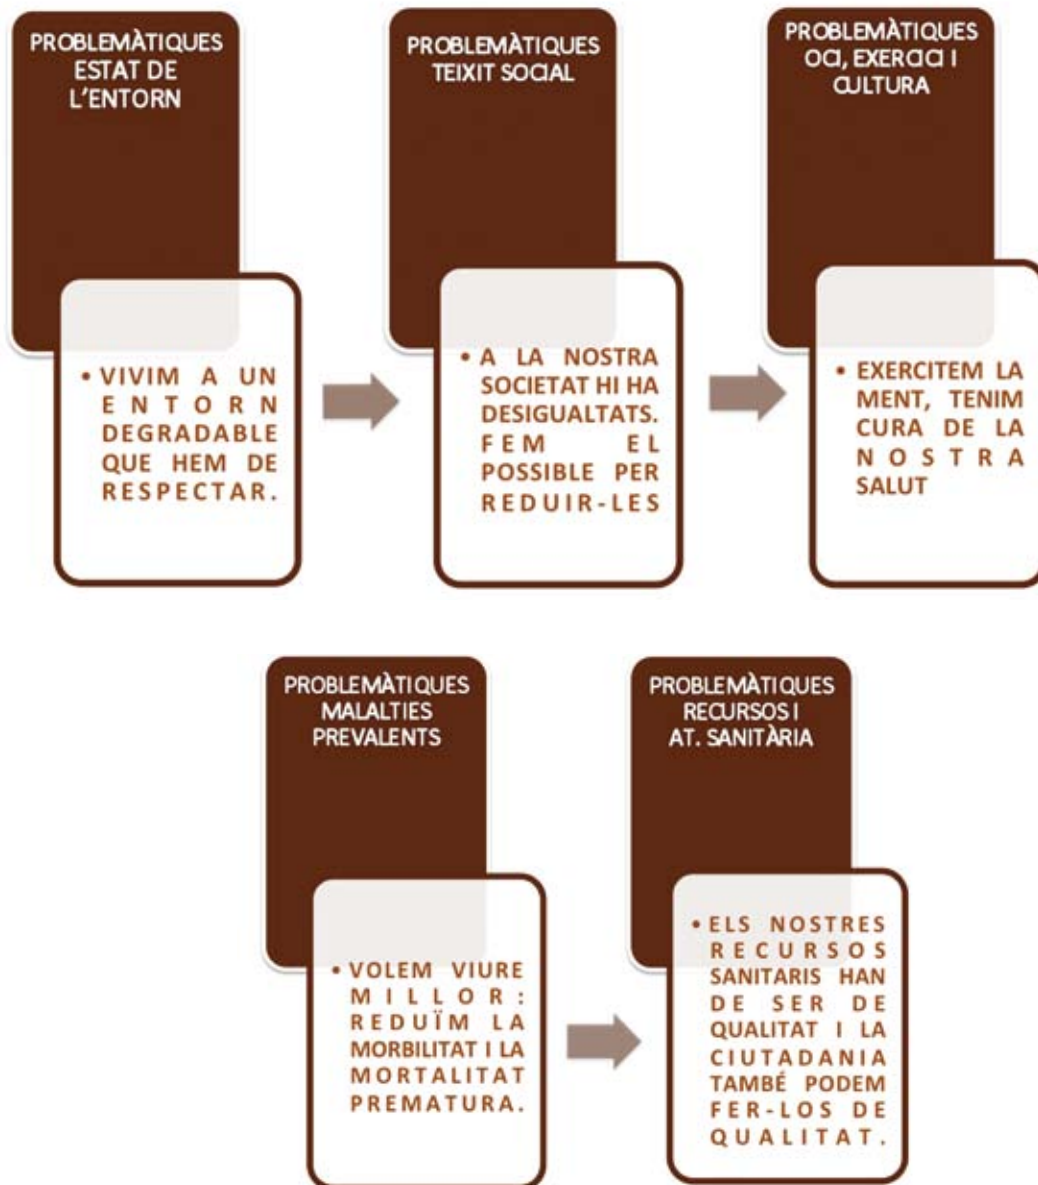 PROBLEMÀTIQUES
ESTAT DE
L'ENTORN
• VIVIM A UN
ENTORN
DEGRADABLE
QUE HEM DE
RESPECTAR.
PROBLEMÀTIQUES
TEIXIT SOCIAL
• A LA NOSTRA
SOCIETAT HI HA
DESIGUALTATS.
FEM EL
POSSIBLE PER
REDUIR-LES
PROBLEMÀTIQUES
OCI, EXERCICI I
CULTURA
• EXERCITEM LA
MENT, TENIM
CURA DE LA
NOSTRA
SALUT
PROBLEMÀTIQUES
MALALTIES
PREVALENTS
• VOLEM VIURE
MILLOR:
REDUÏM LA
MORBILITAT I LA
MORTALITAT
PREMATURA.
PROBLEMÀTIQUES
RECURSOS I
AT. SANITÀRIA
• ELS NOSTRES
RECURSOS
SANITARIS HAN
DE SER DE
QUALITAT I LA
CIUTADANIA
TAMBÉ PODEM
FER-LOS DE
QUALITAT.